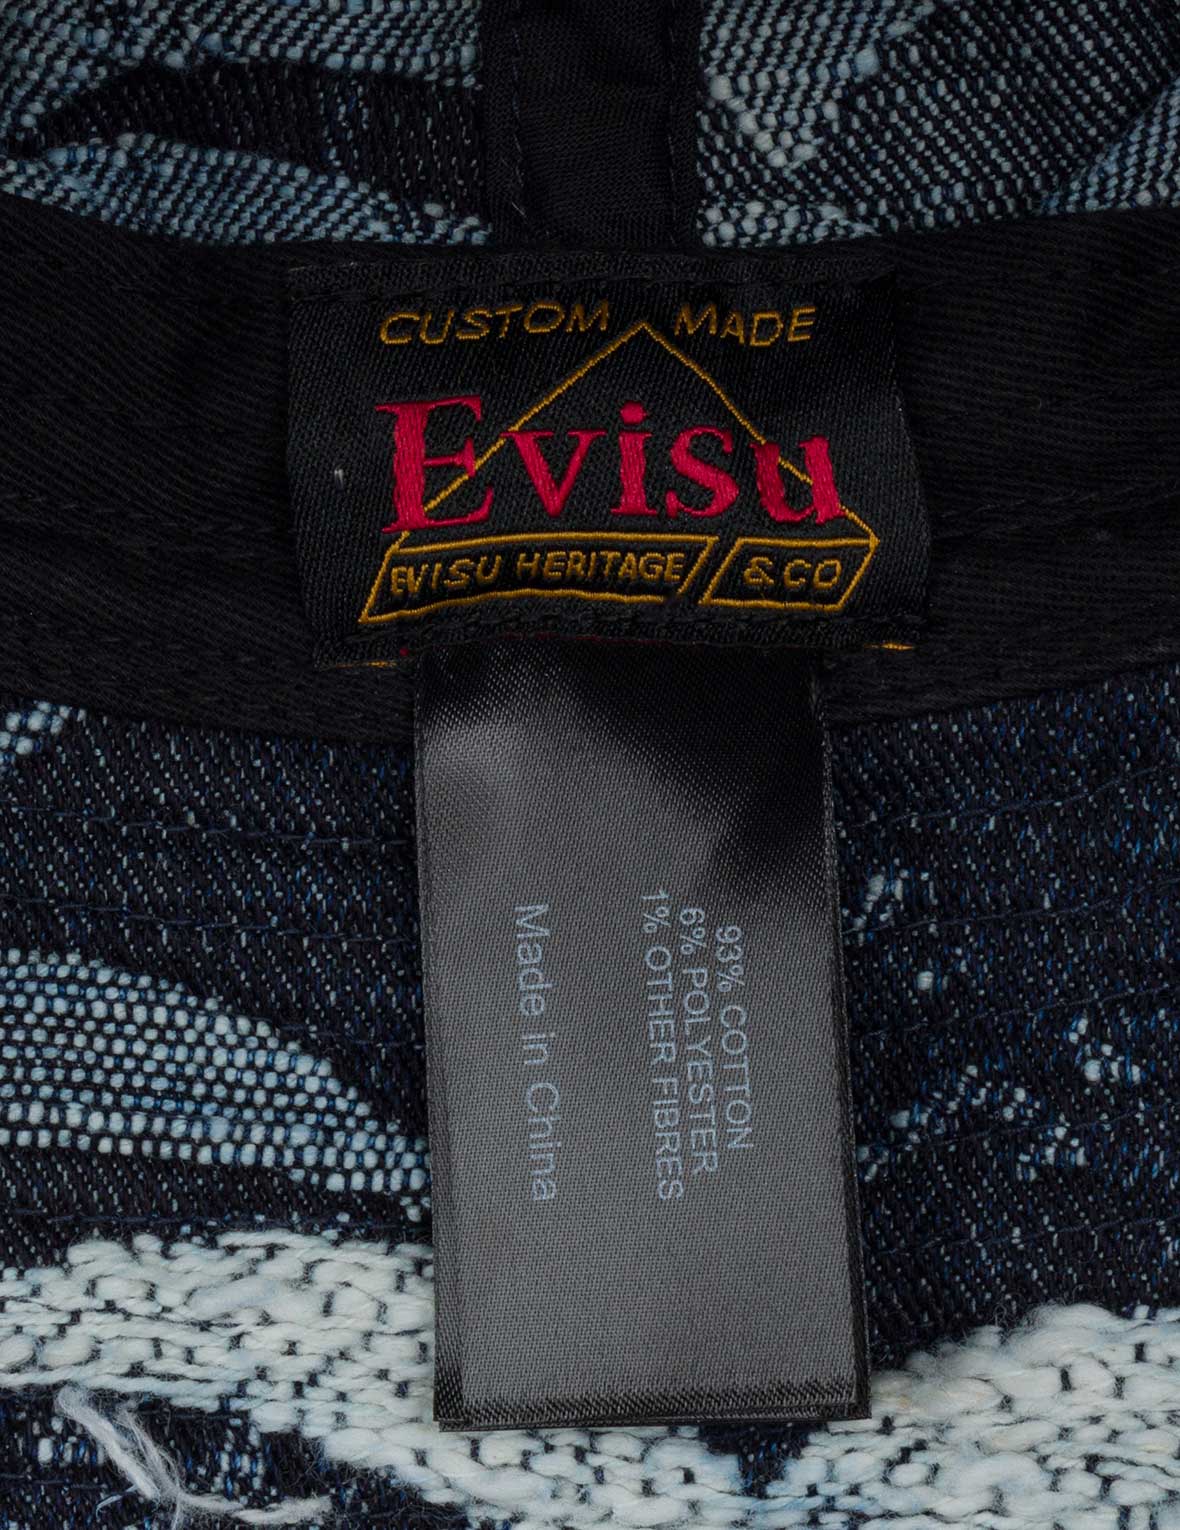 CUSTOM MADE
Evisu
EVISU HERITAGE & CO
93% COTTON
6% POLYESTER
1% OTHER FIBRES
Made in China